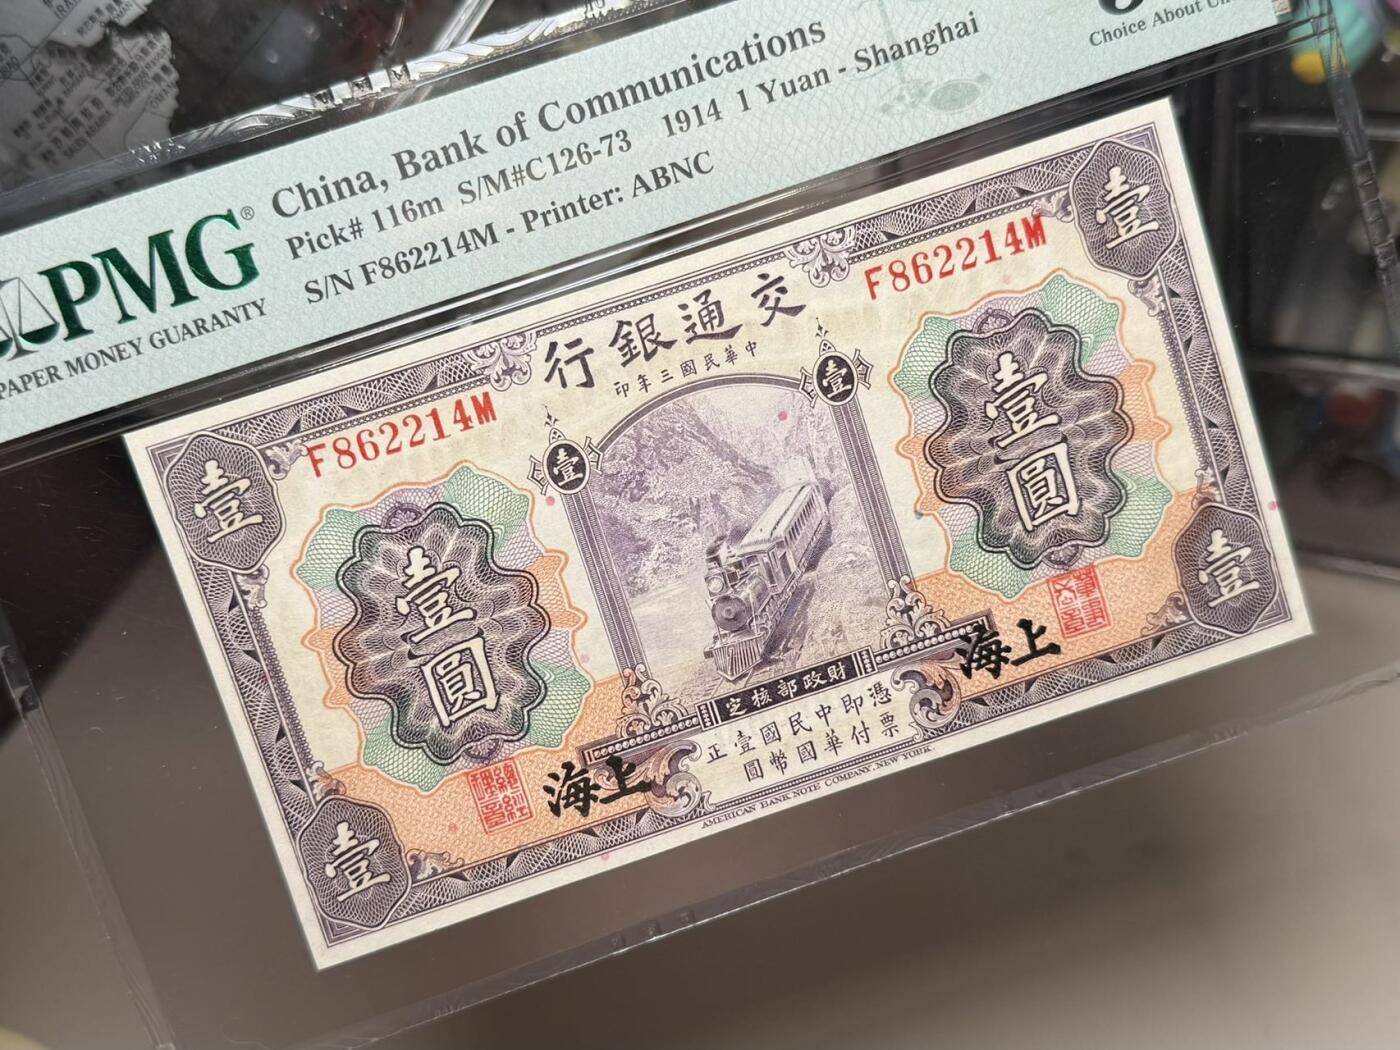 China, Bank of Communications
Pick# 116m S/M#C126-73 1914 1 Yuan - Shanghai
S/N F862214M - Printer: ABNC
Choice About
PMG®
PAPER MONEY GUARANTY
行銀通交
印年三國民華中
F862214M
F862214M
壹
壹
壹
壹
壹
壹
壹圓
壹圓
定核部政財
憑即中民國壹正
票付華國幣圓
海上
海上
AMERICAN BANK NOTE COMPANY, NEW YORK.